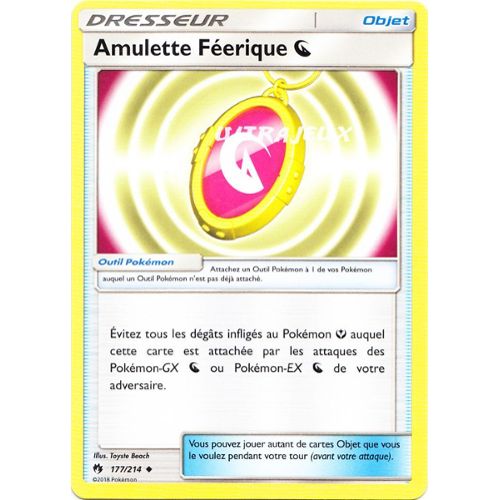 DRESSEUR
Objet
Amulette Féerique
ULTRAJEUX
Outil Pokémon
Attachez un Outil Pokémon à 1 de vos Pokémon
auquel un Outil Pokémon n'est pas déjà attaché.
Évitez tous les dégâts infligés au Pokémon auquel
cette carte est attachée par les attaques des
Pokémon-GX ou Pokémon-EX de votre
adversaire.
Vous pouvez jouer autant de cartes Objet que vous
le voulez pendant votre tour (avant votre attaque).
Illus. Toyste Beach
177/214
©2018 Pokémon